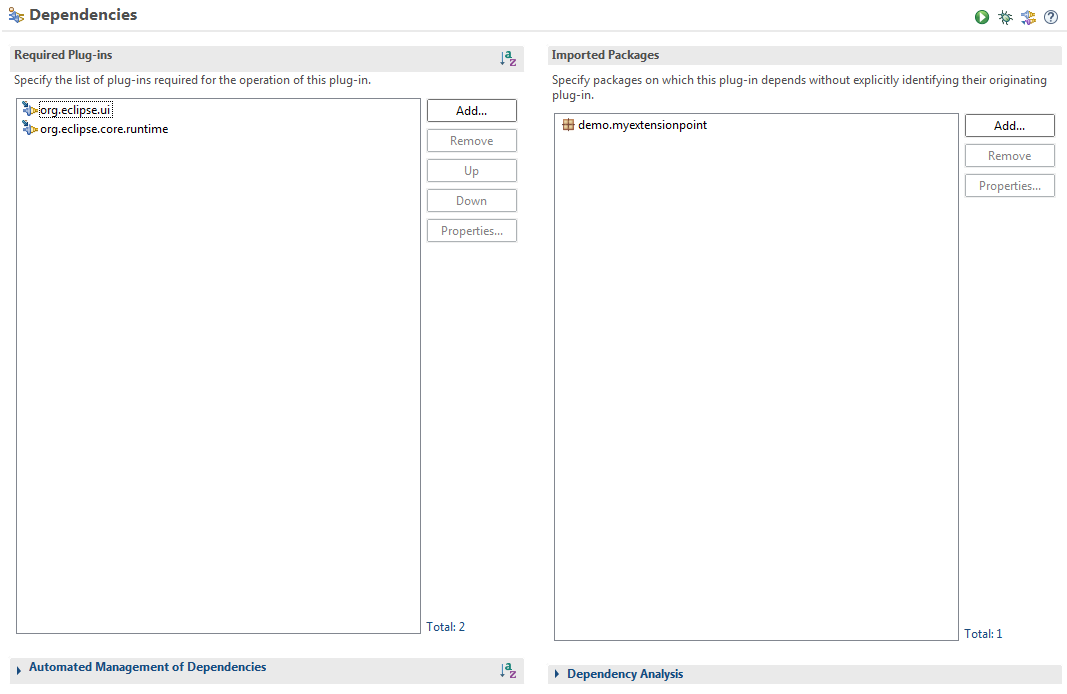 Dependencies
Required Plug-ins
Specify the list of plug-ins required for the operation of this plug-in.
org.eclipse.ui
org.eclipse.core.runtime
Add...
Remove
Up
Down
Properties...
Total: 2
Automated Management of Dependencies
Imported Packages
Specify packages on which this plug-in depends without explicitly identifying their originating
plug-in.
demo.myextensionpoint
Add...
Remove
Properties...
Total: 1
Dependency Analysis